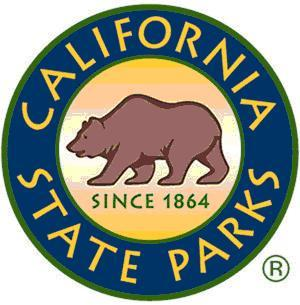 CALIFORNIA
SINCE 1864
STATE PARKS
®